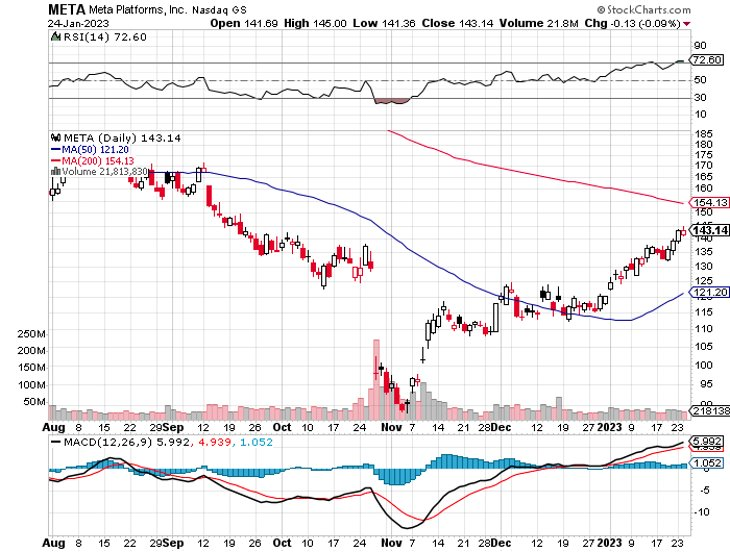 META Meta Platforms, Inc. Nasdaq GS © StockCharts.com
24-Jan-2023 Open 141.69 High 145.00 Low 141.36 Close 143.14 Volume 21.8M Chg -0.13 (-0.09%)
RSI(14) 72.60
90
72.60
50
30
10
META (Daily) 143.14
MA(50) 121.20
MA(200) 154.13
Volume 21,813,830
185
180
175
170
165
160
154.13
150
143.14
140
135
130
125
121.20
115
110
105
100
95
90
218138
250M
200M
150M
100M
50M
Aug 8 15 22 29 Sep 12 19 26 Oct 10 17 24 Nov 7 14 21 28 Dec 12 19 27 2023 9 17 23
MACD(12,26,9) 5.992, 4.939, 1.052
5.992
1.052
-5
-10
Aug 8 15 22 29 Sep 12 19 26 Oct 10 17 24 Nov 7 14 21 28 Dec 12 19 27 2023 9 17 23